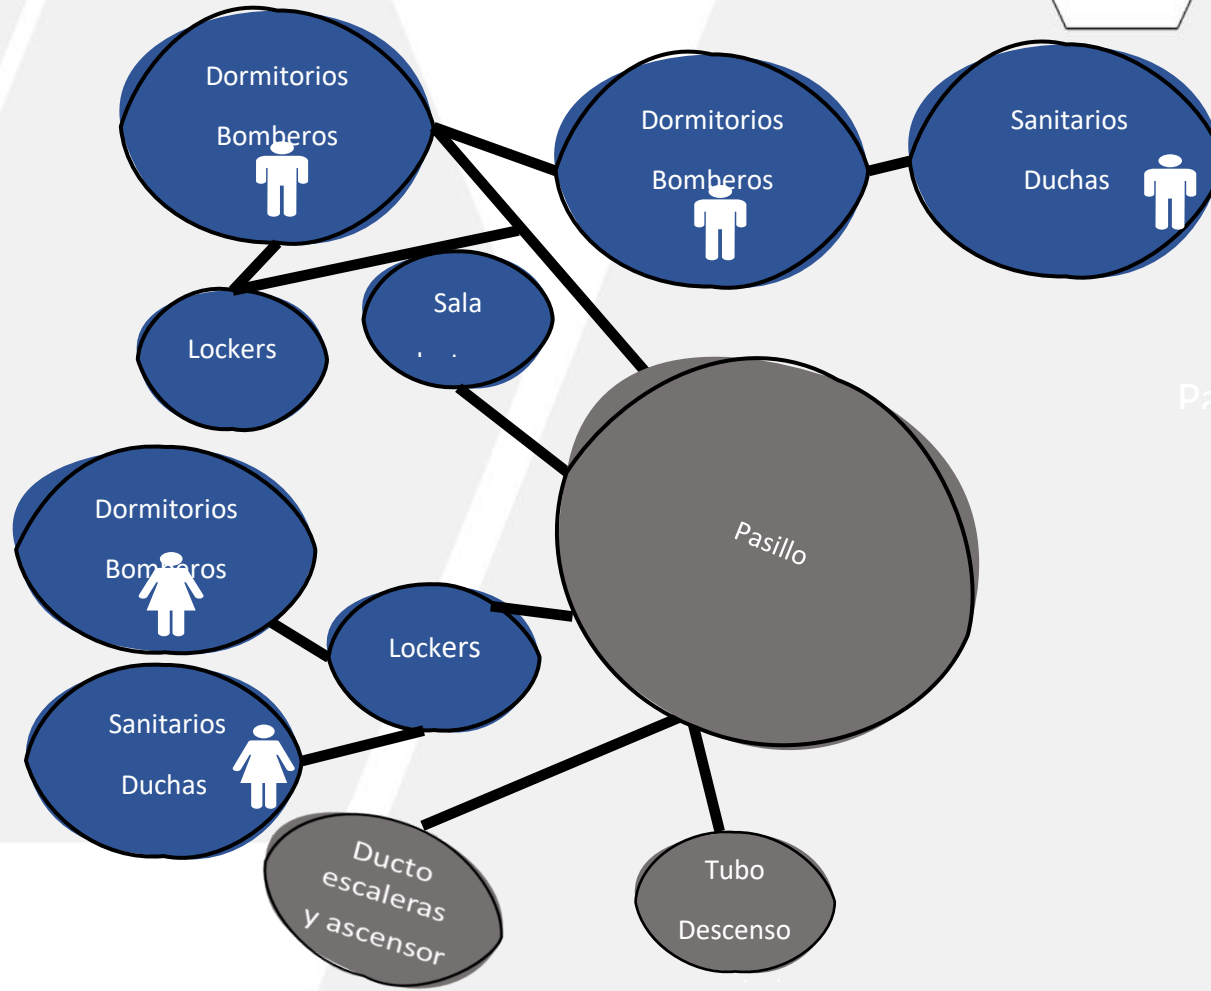 Dormitorios
Bomberos
Dormitorios
Bomberos
Sanitarios
Duchas
Lockers
Sala
Pasillo
Dormitorios
Bomberos
Lockers
Sanitarios
Duchas
Ducto
escaleras
y ascensor
Tubo
Descenso